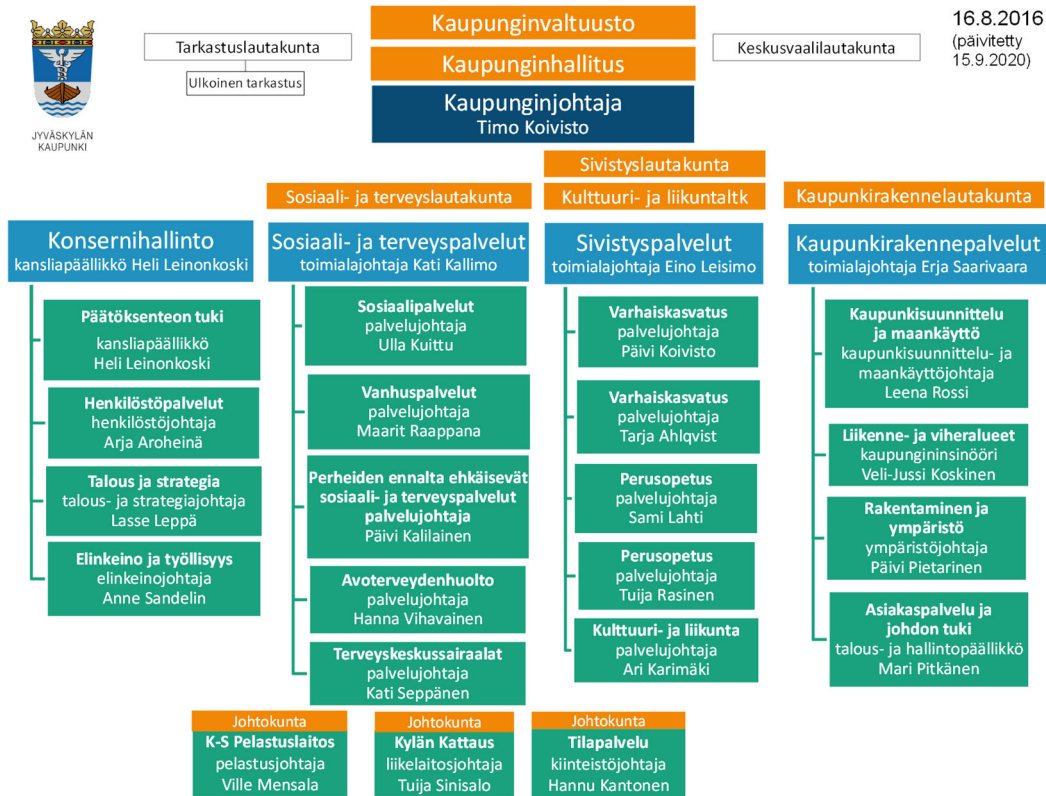 JYVÄSKYLÄN
KAUPUNKI
Tarkastuslautakunta
Ulkoinen tarkastus
Kaupunginvaltuusto
Kaupunginhallitus
Kaupunginjohtaja
Timo Koivisto
Keskusvaalilautakunta
16.8.2016
(päivitetty
15.9.2020)
Sosiaali- ja terveyslautakunta
Sivistyslautakunta
Kulttuuri- ja liikuntaltk
Kaupunkirakennelautakunta
Konsernihallinto
kansliapäällikkö Heli Leinonkoski
Päätöksenteon tuki
kansliapäällikkö
Heli Leinonkoski
Henkilöstöpalvelut
henkilöstöjohtaja
Arja Aroheinä
Talous ja strategia
talous- ja strategiajohtaja
Lasse Leppä
Elinkeino ja työllisyys
elinkeinojohtaja
Anne Sandelin
Sosiaali- ja terveyspalvelut
toimialajohtaja Kati Kallimo
Sosiaalipalvelut
palvelujohtaja
Ulla Kuittu
Vanhuspalvelut
palvelujohtaja
Maarit Raappana
Perheiden ennalta ehkäisevät
sosiaali- ja terveyspalvelut
palvelujohtaja
Päivi Kalilainen
Avoterveydenhuolto
palvelujohtaja
Hanna Vihavainen
Terveyskeskussairaalat
palvelujohtaja
Kati Seppänen
Sivistyspalvelut
toimialajohtaja Eino Leisimo
Varhaiskasvatus
palvelujohtaja
Päivi Koivisto
Varhaiskasvatus
palvelujohtaja
Tarja Ahlqvist
Perusopetus
palvelujohtaja
Sami Lahti
Perusopetus
palvelujohtaja
Tuija Rasinen
Kulttuuri- ja liikunta
palvelujohtaja
Ari Karimäki
Kaupunkirakennepalvelut
toimialajohtaja Erja Saarivaara
Kaupunkisuunnittelu
ja maankäyttö
kaupunkisuunnittelu- ja
maankäyttöjohtaja
Leena Rossi
Liikenne- ja viheralueet
kaupungininsinööri
Veli-Jussi Koskinen
Rakentaminen ja
ympäristö
ympäristöjohtaja
Päivi Pietarinen
Asiakaspalvelu ja
johdon tuki
talous- ja hallintopäällikkö
Mari Pitkänen
Johtokunta
K-S Pelastuslaitos
pelastusjohtaja
Ville Mensala
Johtokunta
Kylän Kattaus
liikelaitosjohtaja
Tuija Sinisalo
Johtokunta
Tilapalvelu
kiinteistöjohtaja
Hannu Kantonen